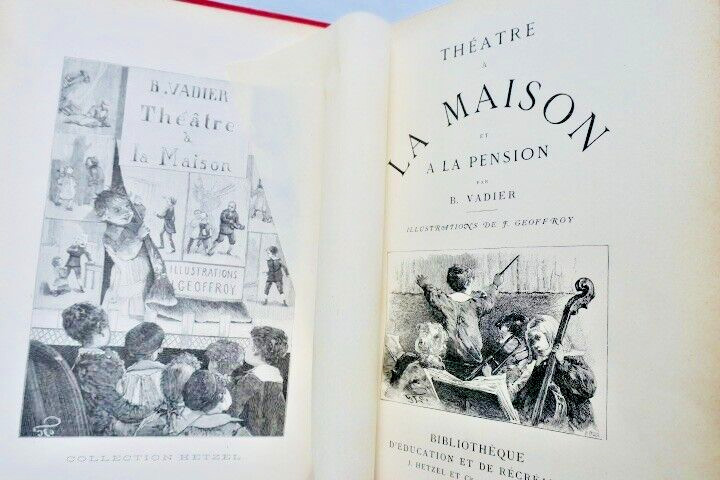 B. VADIER
Théâtre
à
la Maison
ILLUSTRATIONS
GEOFFROY
COLLECTION HETZEL
THÉATRE
à
LA MAISON
ET
A LA PENSION
PAR
B. VADIER
ILLUSTRATIONS DE J. GEOFFROY
BIBLIOTHÈQUE
D'ÉDUCATION ET DE RÉCRÉA
J. HETZEL ET C